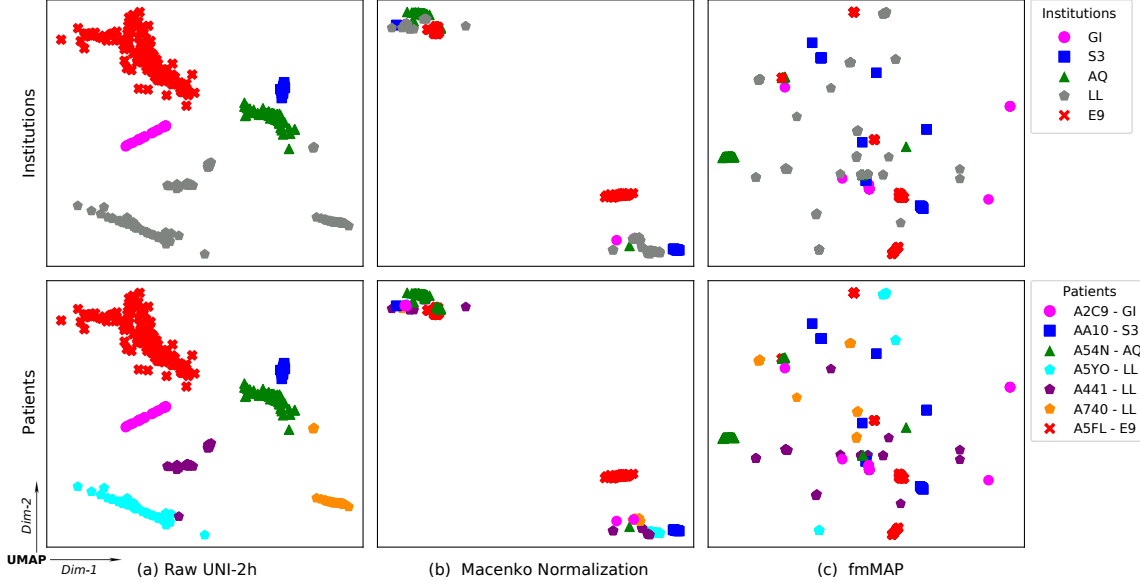 Institutions
Institutions
GI
S3
AQ
LL
E9
Patients
Patients
A2C9 - GI
AA10 - S3
A54N - AQ
A5YO - LL
A441 - LL
A740 - LL
A5FL - E9
Dim-2
UMAP
Dim-1
(a) Raw UNI-2h
(b) Macenko Normalization
(c) fmMAP